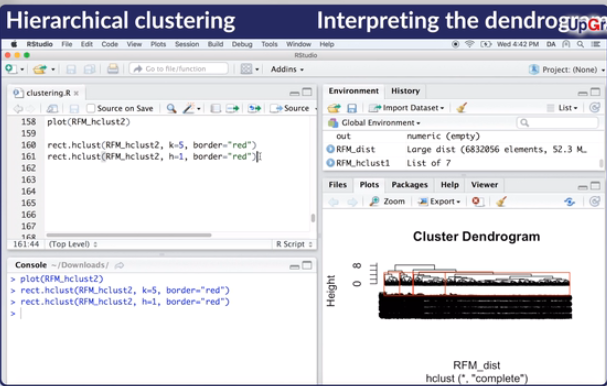 Hierarchical clustering
Interpreting the dendrogr
UpGr
RStudio File Edit Code View Plots Session Build Debug Tools Window Help
Wed 4:42 PM DA
RStudio
Go to file/function
Addins
Project: (None)
clustering.R
Source on Save
Source
158 plot(RFM_hclust2)
159
160 rect.hclust(RFM_hclust2, k=5, border="red")
161 rect.hclust(RFM_hclust2, h=1, border="red")
162
163
164
165
166
167
168
161:44 (Top Level) R Script
Console ~/Downloads/
> plot(RFM_hclust2)
> rect.hclust(RFM_hclust2, k=5, border="red")
> rect.hclust(RFM_hclust2, h=1, border="red")
>
Environment History
Import Dataset
List
Global Environment
out numeric (empty)
RFM_dist Large dist (6832056 elements, 52.3 M…
RFM_hclust1 List of 7
Files Plots Packages Help Viewer
Zoom Export
Cluster Dendrogram
Height
0 8
RFM_dist
hclust (*, "complete")